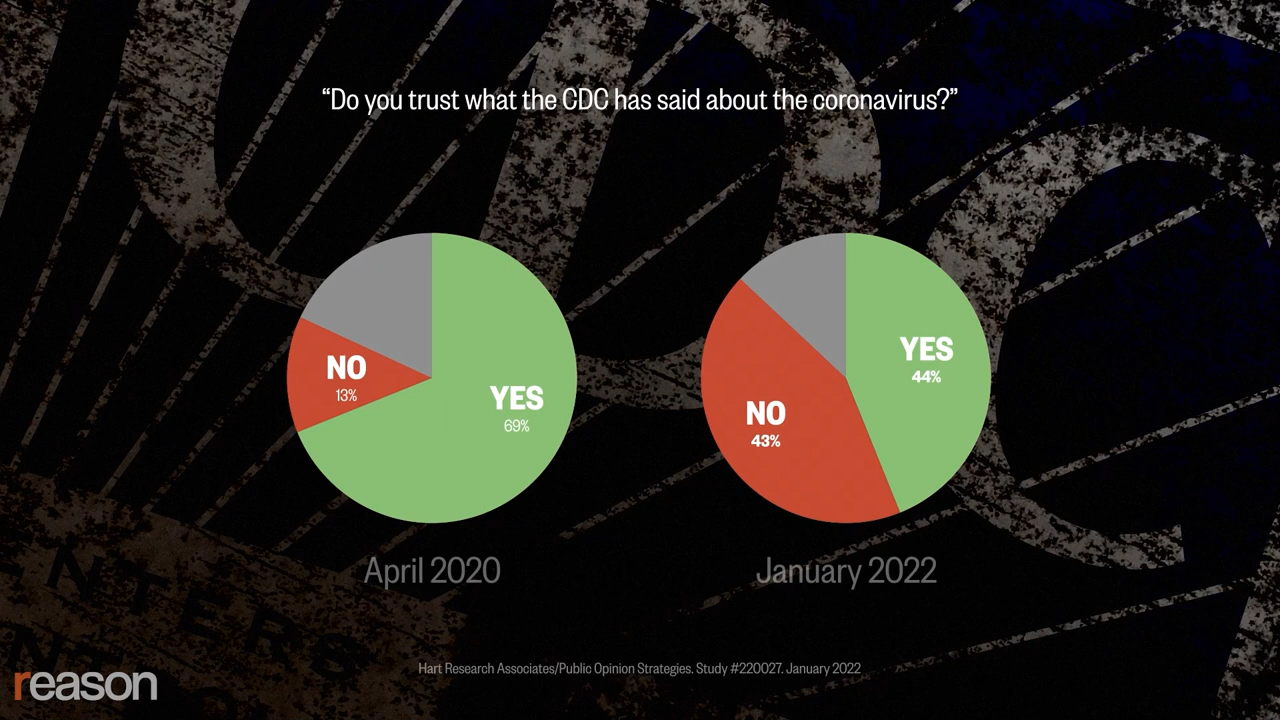 “Do you trust what the CDC has said about the coronavirus?”
NO
13%
YES
69%
YES
44%
NO
43%
April 2020
January 2022
ENTERS
Hart Research Associates/Public Opinion Strategies. Study #220027. January 2022
reason